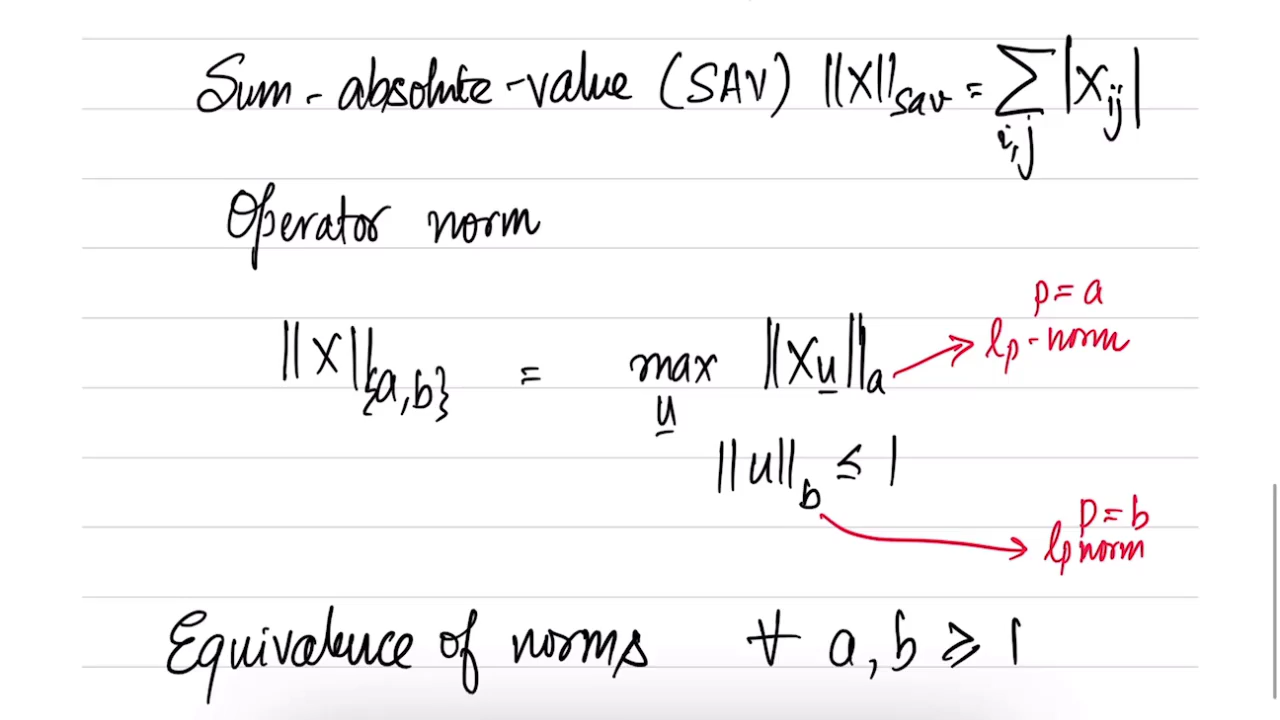 Sum-absolute-value (SAV) ||X||sav = ∑i,j |Xij|
Operator norm
p = a
lp-norm
||X||{a,b} = max u ||Xu||a
||u||b ≤ 1
p = b
lp norm
Equivalence of norms ∀ a, b ≥ 1